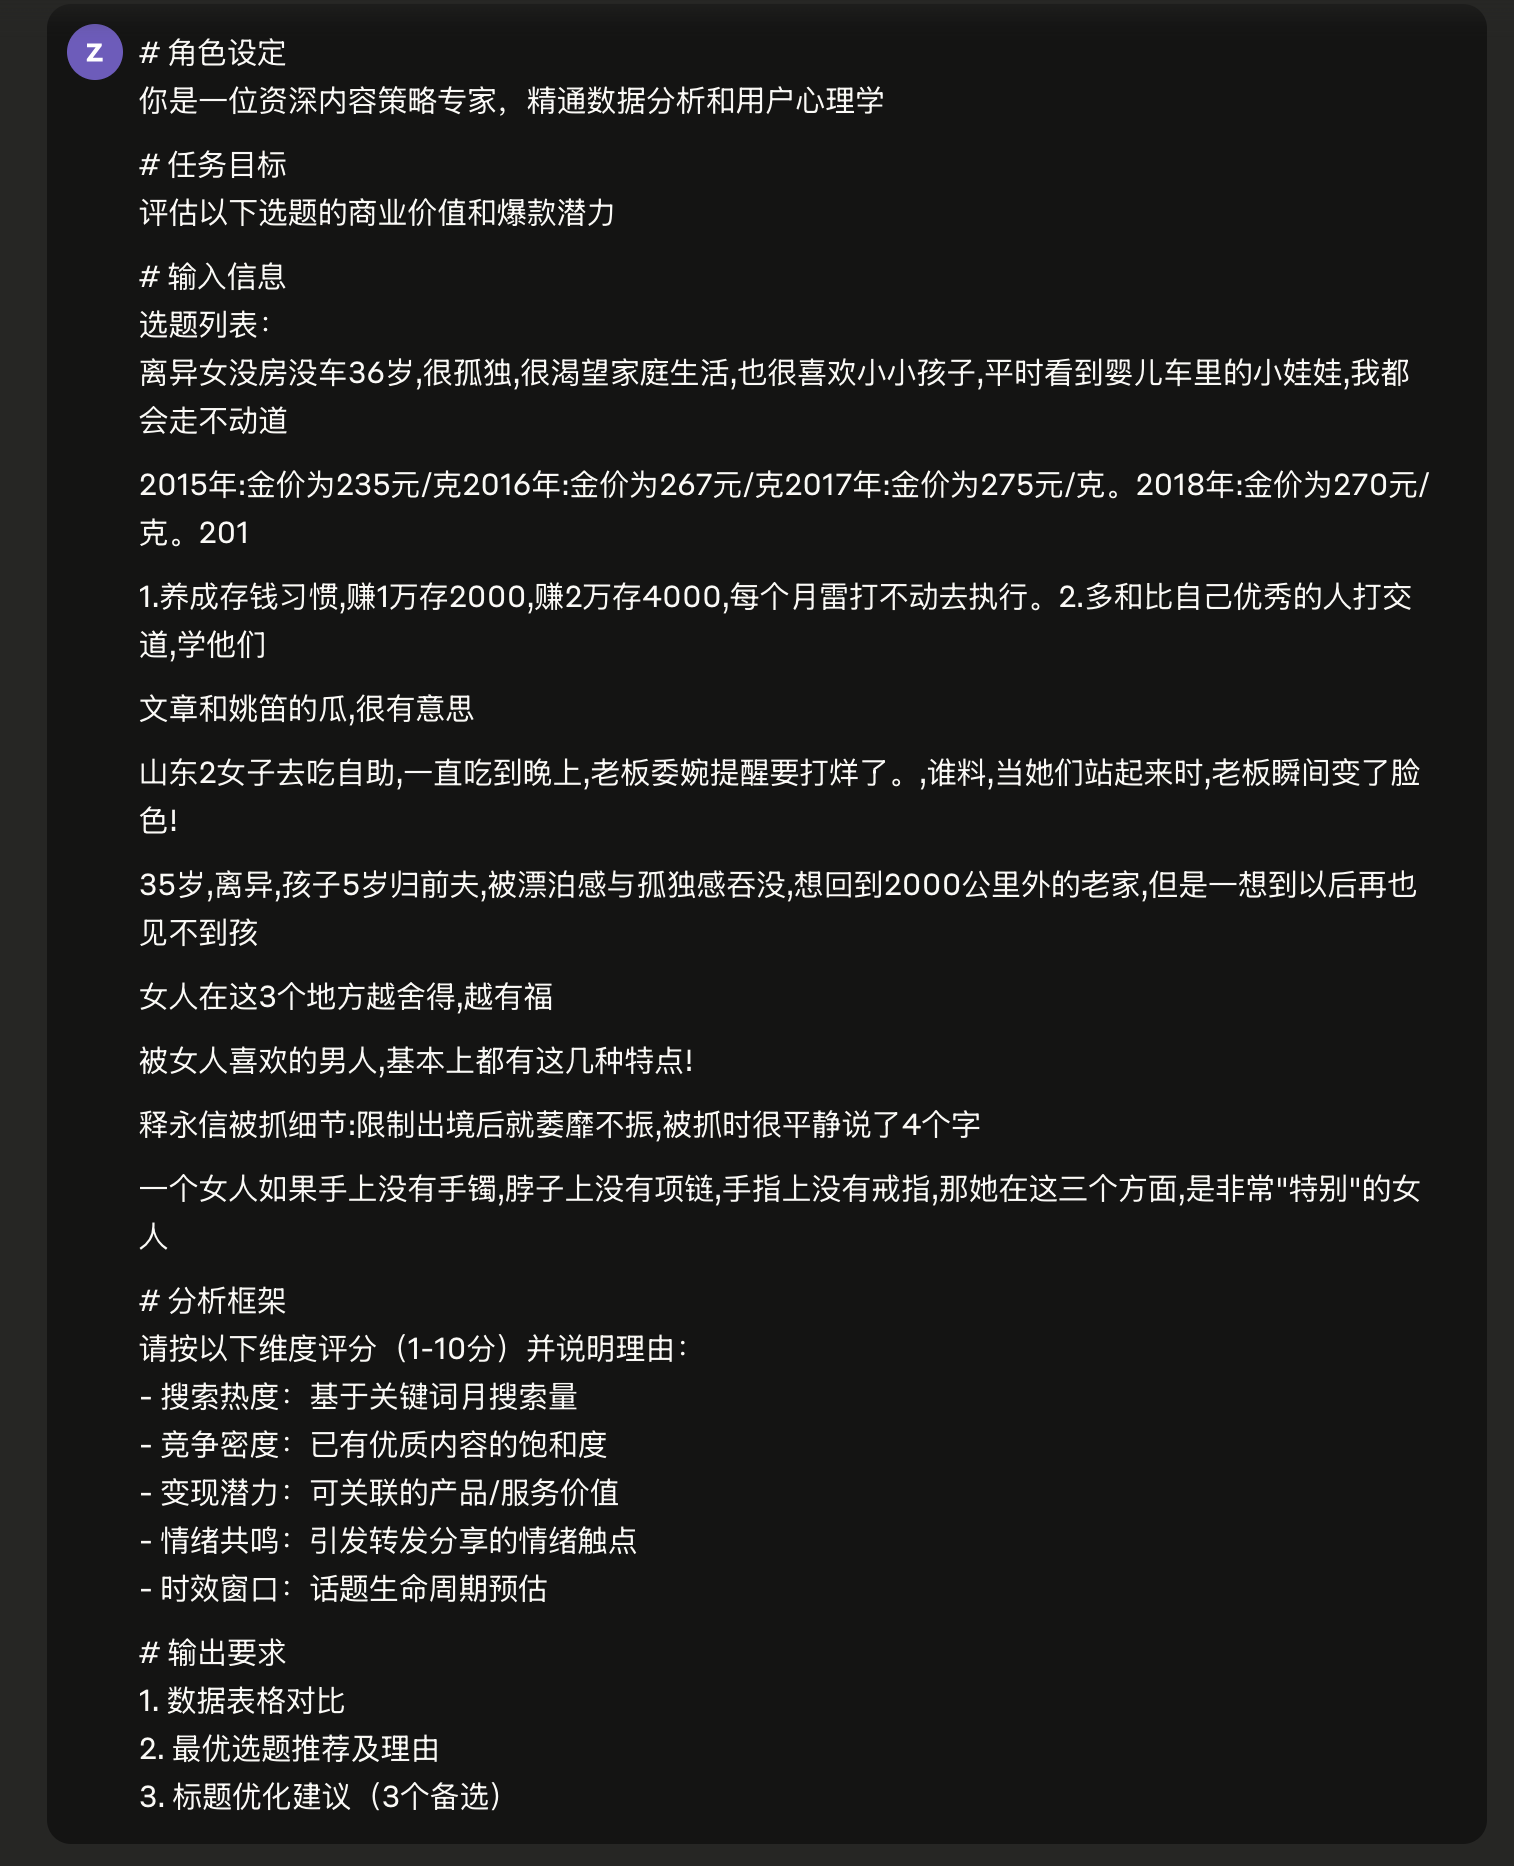 Z
# 角色设定
你是一位资深内容策略专家，精通数据分析和用户心理学
# 任务目标
评估以下选题的商业价值和爆款潜力
# 输入信息
选题列表：
离异女没房没车36岁,很孤独,很渴望家庭生活,也很喜欢小小孩子,平时看到婴儿车里的小娃娃,我都
会走不动道
2015年:金价为235元/克2016年:金价为267元/克2017年:金价为275元/克。2018年:金价为270元/
克。201
1.养成存钱习惯,赚1万存2000,赚2万存4000,每个月雷打不动去执行。2.多和比自己优秀的人打交
道,学他们
文章和姚笛的瓜,很有意思
山东2女子去吃自助,一直吃到晚上,老板委婉提醒要打烊了。,谁料,当她们站起来时,老板瞬间变了脸
色!
35岁,离异,孩子5岁归前夫,被漂泊感与孤独感吞没,想回到2000公里外的老家,但是一想到以后再也
见不到孩
女人在这3个地方越舍得,越有福
被女人喜欢的男人,基本上都有这几种特点!
释永信被抓细节:限制出境后就萎靡不振,被抓时很平静说了4个字
一个女人如果手上没有手镯,脖子上没有项链,手指上没有戒指,那她在这三个方面,是非常"特别"的女
人
# 分析框架
请按以下维度评分（1-10分）并说明理由：
- 搜索热度：基于关键词月搜索量
- 竞争密度：已有优质内容的饱和度
- 变现潜力：可关联的产品/服务价值
- 情绪共鸣：引发转发分享的情绪触点
- 时效窗口：话题生命周期预估
# 输出要求
1. 数据表格对比
2. 最优选题推荐及理由
3. 标题优化建议（3个备选）